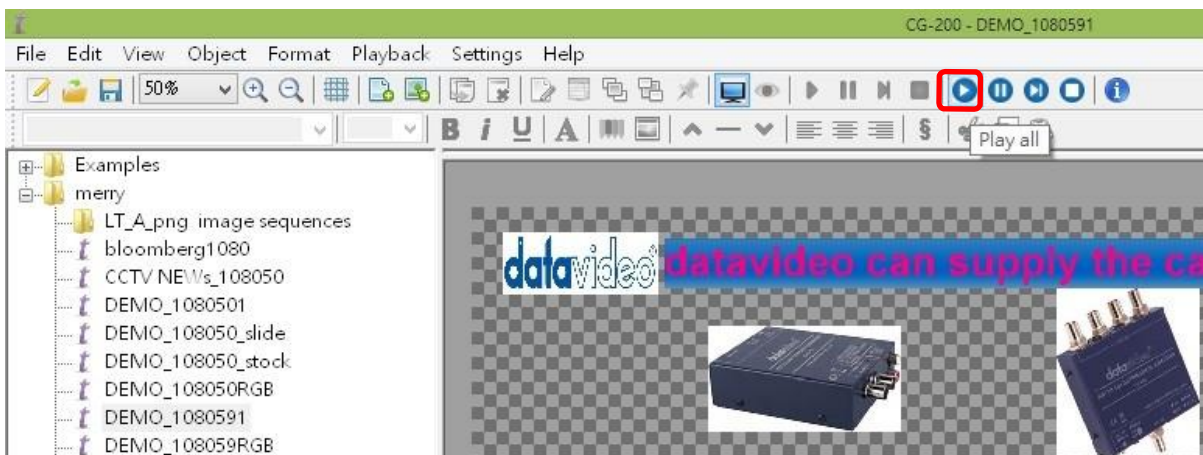 CG-200 - DEMO_1080591
File Edit View Object Format Playback Settings Help
50%
B i U A § Play all
Examples
merry
LT_A_png image sequences
bloomberg1080
CCTV NEWs_108050
DEMO_1080501
DEMO_108050_slide
DEMO_108050_stock
DEMO_108050RGB
DEMO_1080591
DEMO_108059RGB
datavideo datavideo can supply the ca
datavideo